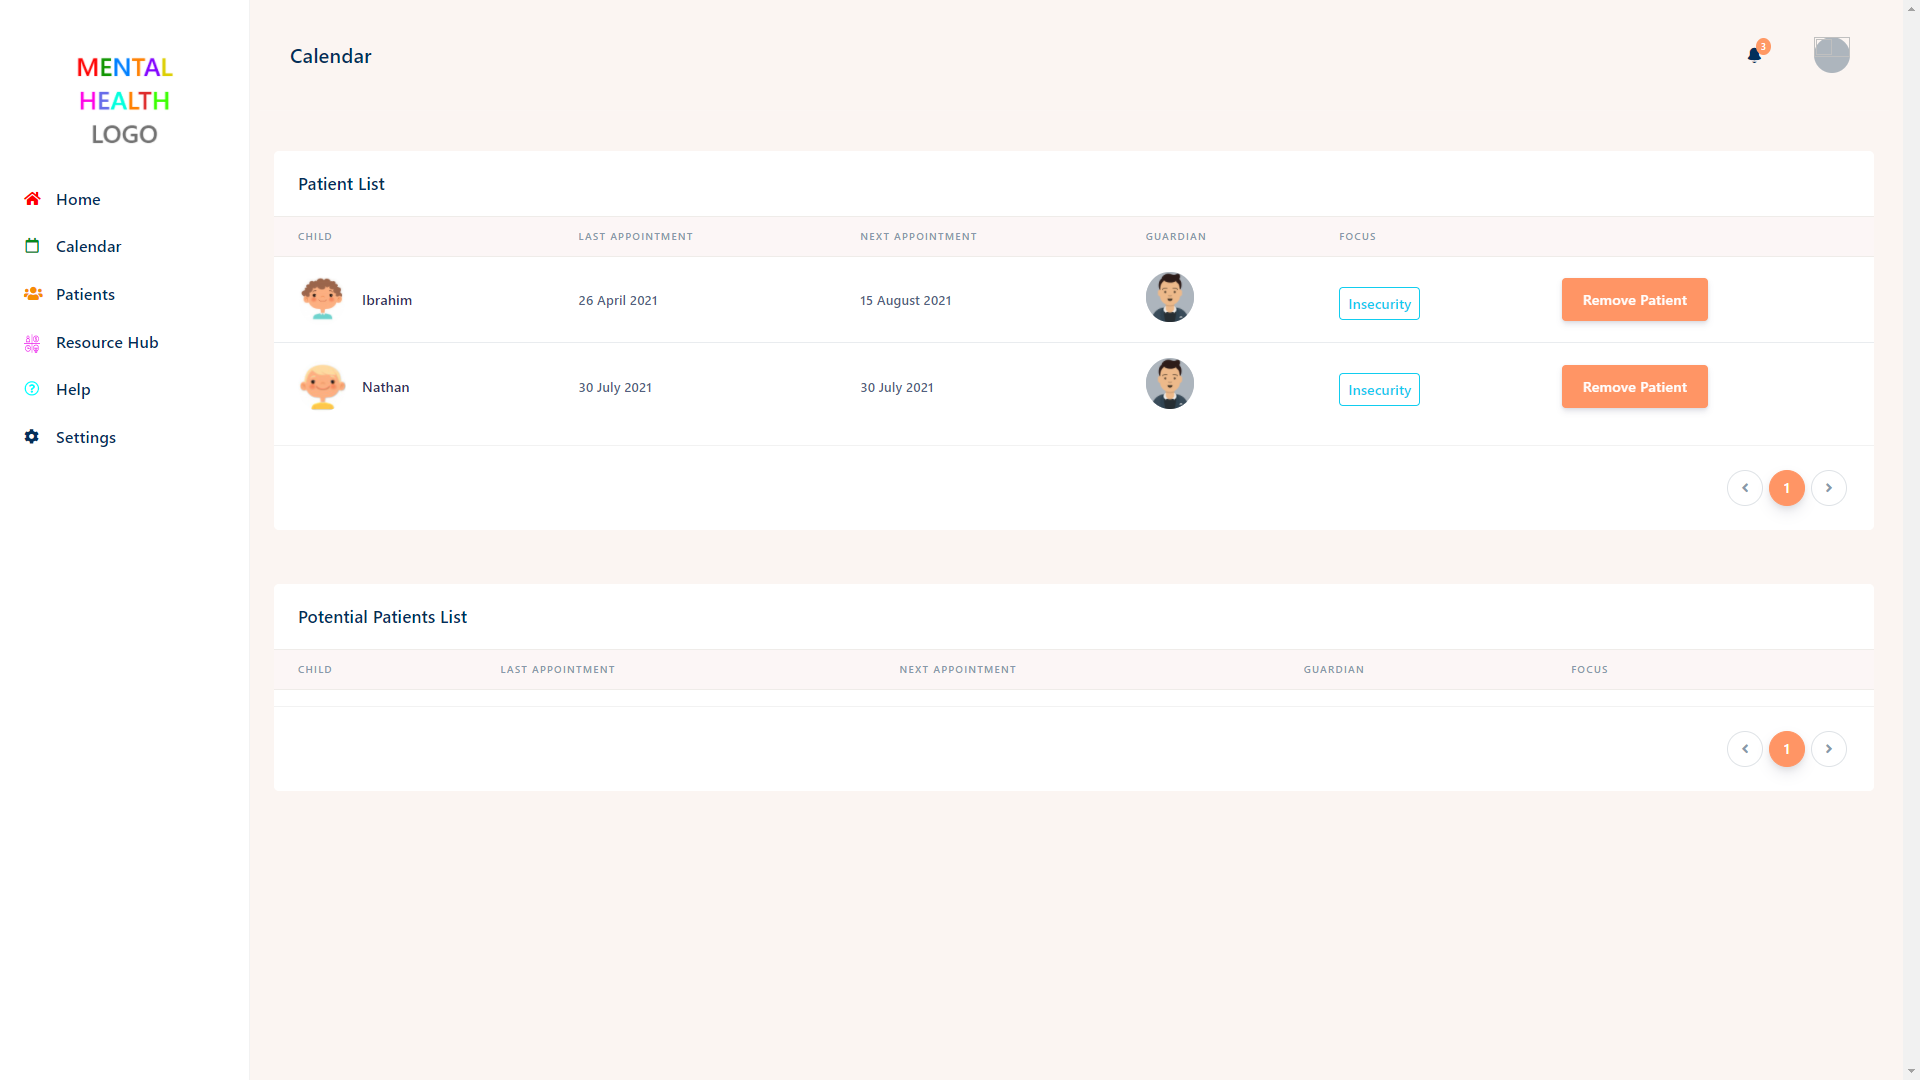 MENTAL
HEALTH
LOGO
Home
Calendar
Patients
Resource Hub
Help
Settings
Calendar
3
Patient List
CHILD LAST APPOINTMENT NEXT APPOINTMENT GUARDIAN FOCUS
Ibrahim 26 April 2021 15 August 2021 Insecurity Remove Patient
Nathan 30 July 2021 30 July 2021 Insecurity Remove Patient
1
Potential Patients List
CHILD LAST APPOINTMENT NEXT APPOINTMENT GUARDIAN FOCUS
1